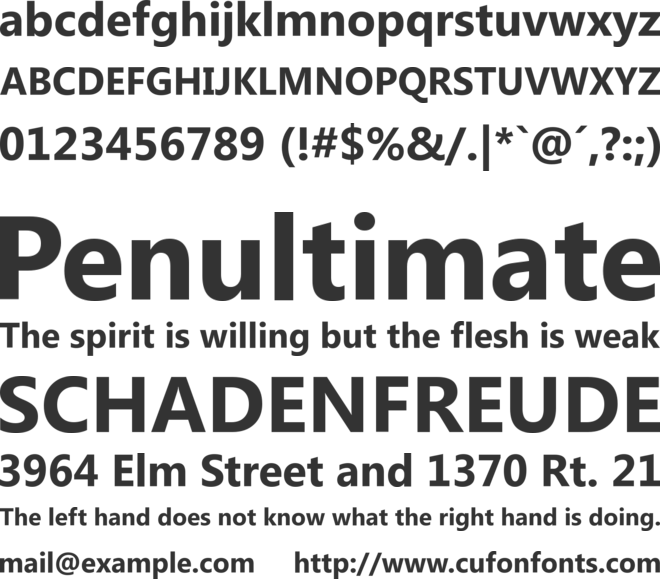 abcdefghijklmnopqrstuvwxyz
ABCDEFGHIJKLMNOPQRSTUVWXYZ
0123456789 (!#$%&/.|*`@´,?:;)
Penultimate
The spirit is willing but the flesh is weak
SCHADENFREUDE
3964 Elm Street and 1370 Rt. 21
The left hand does not know what the right hand is doing.
mail@example.com http://www.cufonfonts.com